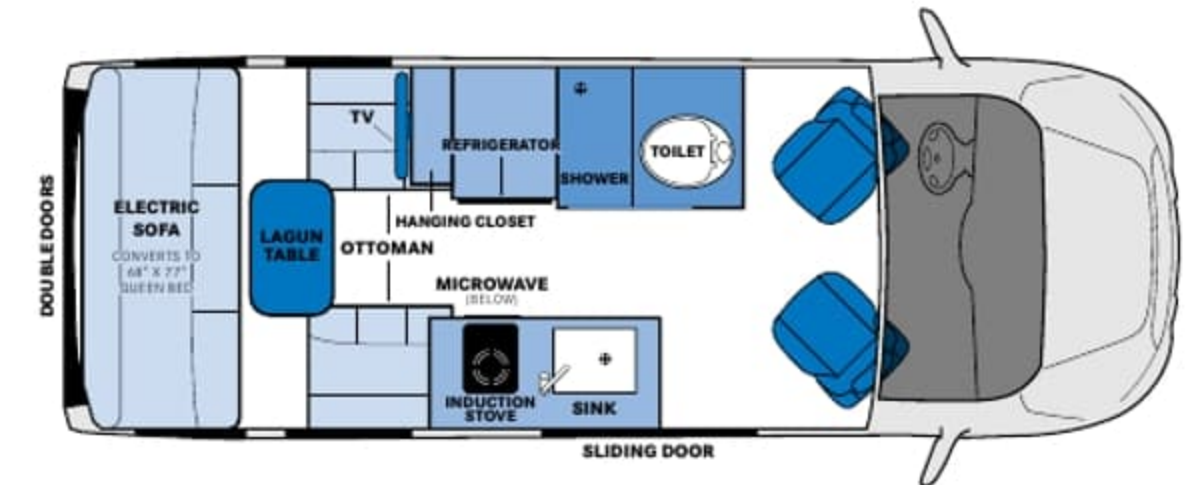 DOUBLE DOORS
ELECTRIC
SOFA
CONVERTS TO
68" X 77"
QUEEN BED
LAGUN
TABLE
TV
REFRIGERATOR
SHOWER
TOILET
HANGING CLOSET
OTTOMAN
MICROWAVE
(BELOW)
INDUCTION
STOVE
SINK
SLIDING DOOR